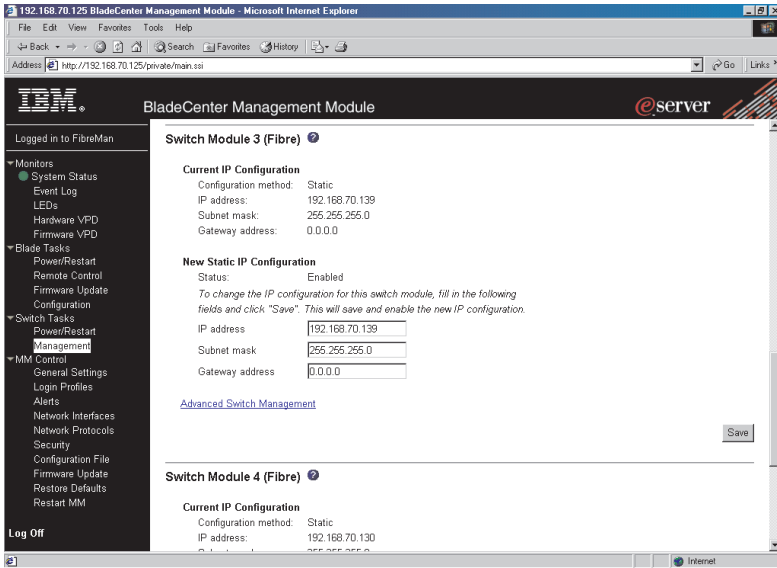 192.168.70.125 BladeCenter Management Module - Microsoft Internet Explorer
File Edit View Favorites Tools Help
Back Search Favorites History
Address http://192.168.70.125/private/main.ssi Go Links
IBM. BladeCenter Management Module eserver
Logged in to FibreMan
Monitors
System Status
Event Log
LEDs
Hardware VPD
Firmware VPD
Blade Tasks
Power/Restart
Remote Control
Firmware Update
Configuration
Switch Tasks
Power/Restart
Management
MM Control
General Settings
Login Profiles
Alerts
Network Interfaces
Network Protocols
Security
Configuration File
Firmware Update
Restore Defaults
Restart MM
Log Off
Switch Module 3 (Fibre) ?
Current IP Configuration
Configuration method: Static
IP address: 192.168.70.139
Subnet mask: 255.255.255.0
Gateway address: 0.0.0.0
New Static IP Configuration
Status: Enabled
To change the IP configuration for this switch module, fill in the following
fields and click "Save". This will save and enable the new IP configuration.
IP address 192.168.70.139
Subnet mask 255.255.255.0
Gateway address 0.0.0.0
Advanced Switch Management
Save
Switch Module 4 (Fibre) ?
Current IP Configuration
Configuration method: Static
IP address: 192.168.70.130
Internet